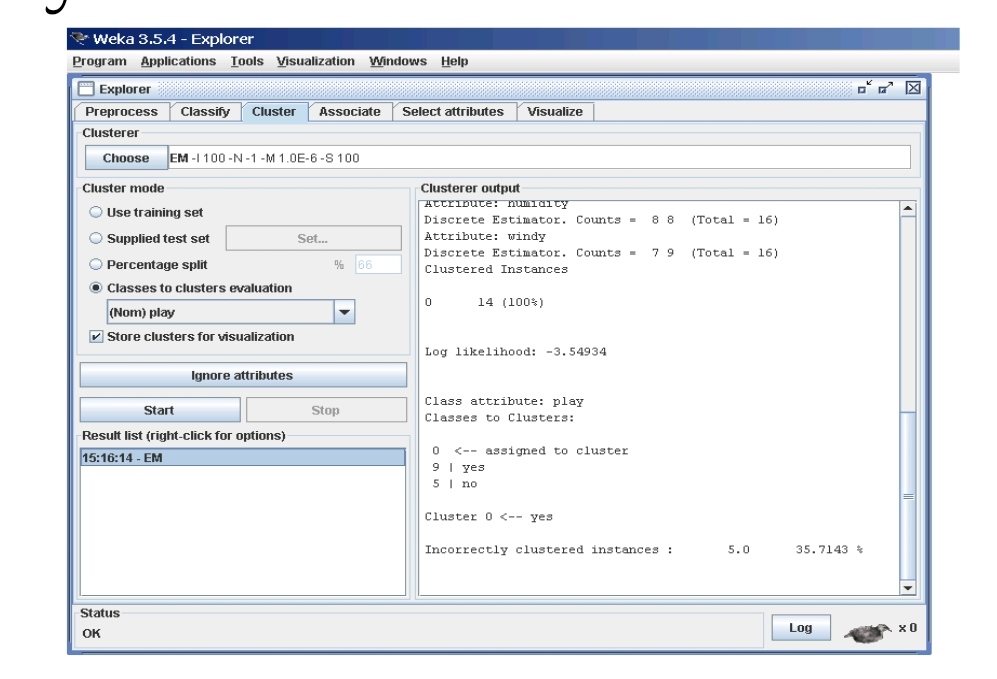 Weka 3.5.4 - Explorer
Program Applications Tools Visualization Windows Help
Explorer
Preprocess Classify Cluster Associate Select attributes Visualize
Clusterer
Choose EM -I 100 -N -1 -M 1.0E-6 -S 100
Cluster mode
Use training set
Supplied test set Set...
Percentage split % 66
Classes to clusters evaluation
(Nom) play
Store clusters for visualization
Ignore attributes
Start Stop
Result list (right-click for options)
15:16:14 - EM
Clusterer output
Attribute: humidity
Discrete Estimator. Counts = 8 8 (Total = 16)
Attribute: windy
Discrete Estimator. Counts = 7 9 (Total = 16)
Clustered Instances
0 14 (100%)
Log likelihood: -3.54934
Class attribute: play
Classes to Clusters:
0 <-- assigned to cluster
9 | yes
5 | no
Cluster 0 <-- yes
Incorrectly clustered instances : 5.0 35.7143 %
Status
OK
Log x 0